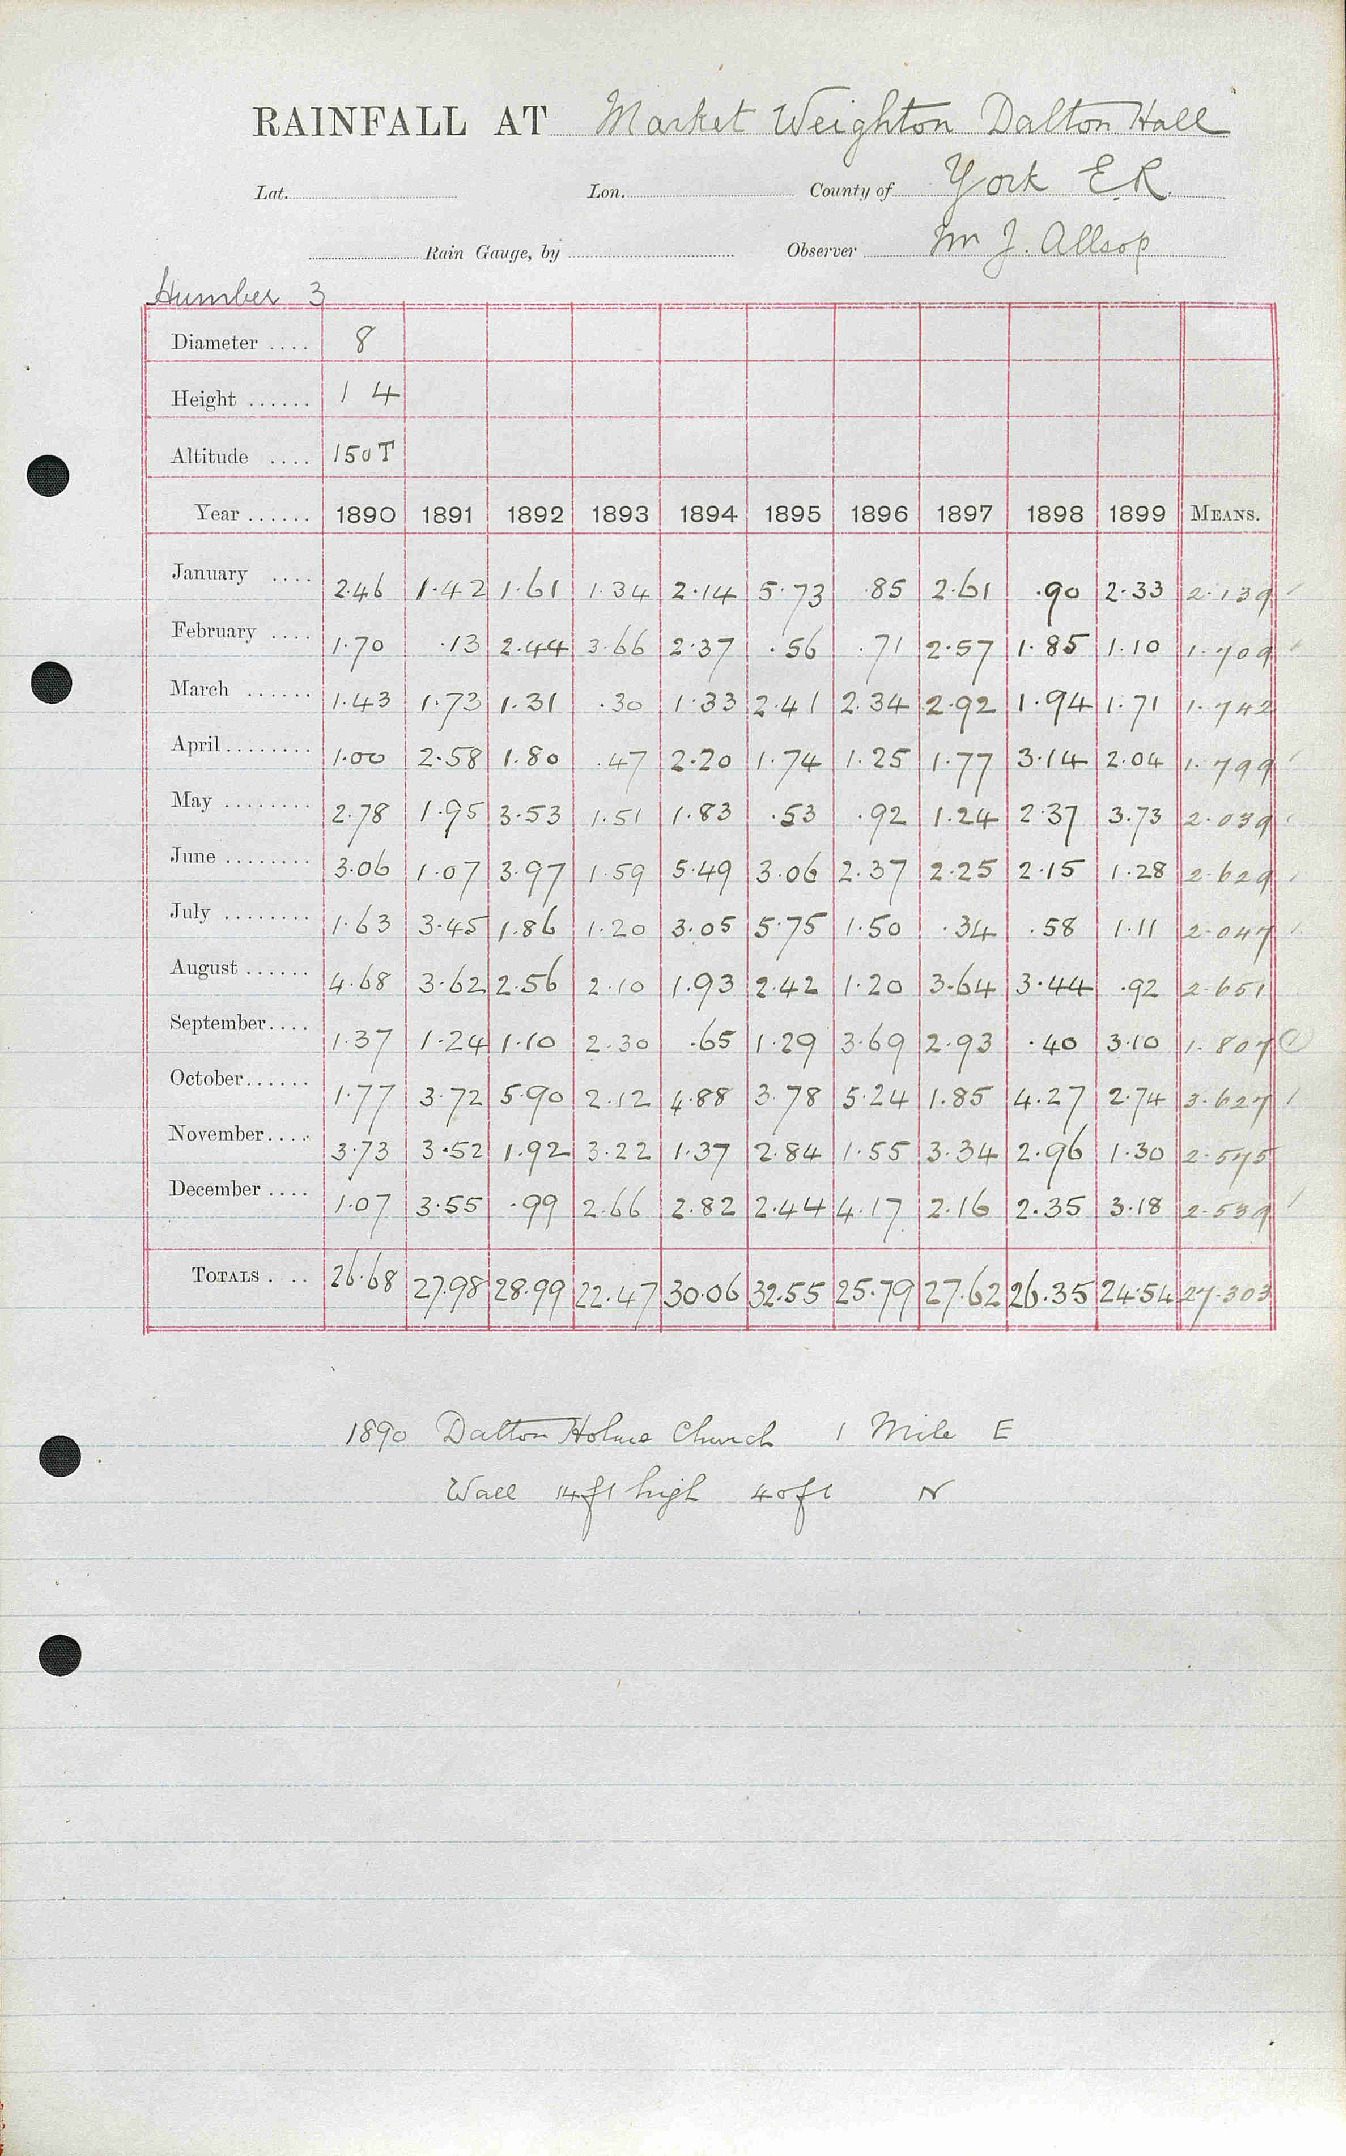 RAINFALL AT Market Weighton Dalton Hall
Lat. Lon. County of York E.R.
Rain Gauge, by Observer Mr J. Allsop
Humber 3
Diameter .... 8
Height ...... 1 4
Altitude .... 150T
Year ...... 1890 1891 1892 1893 1894 1895 1896 1897 1898 1899 MEANS.
January .... 2.46 1.42 1.61 1.34 2.14 5.73 .85 2.61 .90 2.33 2.139
February .... 1.70 .13 2.44 3.66 2.37 .56 .71 2.57 1.85 1.10 1.709
March ...... 1.43 1.73 1.31 .30 1.33 2.41 2.34 2.92 1.94 1.71 1.742
April ........ 1.00 2.58 1.80 .47 2.20 1.74 1.25 1.77 3.14 2.04 1.799
May ........ 2.78 1.95 3.53 1.51 1.83 .53 .92 1.24 2.37 3.73 2.039
June ........ 3.06 1.07 3.97 1.59 5.49 3.06 2.37 2.25 2.15 1.28 2.629
July ........ 1.63 3.45 1.86 1.20 3.05 5.75 1.50 .34 .58 1.11 2.047
August ...... 4.68 3.62 2.56 2.10 1.93 2.42 1.20 3.64 3.44 .92 2.651
September .... 1.37 1.24 1.10 2.30 .65 1.29 3.69 2.93 .40 3.10 1.807
October ...... 1.77 3.72 5.90 2.12 4.88 3.78 5.24 1.85 4.27 2.74 3.627
November .... 3.73 3.52 1.92 3.22 1.37 2.84 1.55 3.34 2.96 1.30 2.575
December .... 1.07 3.55 .99 2.66 2.82 2.44 4.17 2.16 2.35 3.18 2.539
TOTALS . .. 26.68 27.98 28.99 22.47 30.06 32.55 25.79 27.62 26.35 24.54 27.303
1890 Dalton Holme Church 1 Mile E
Wall 14ft high 40ft N